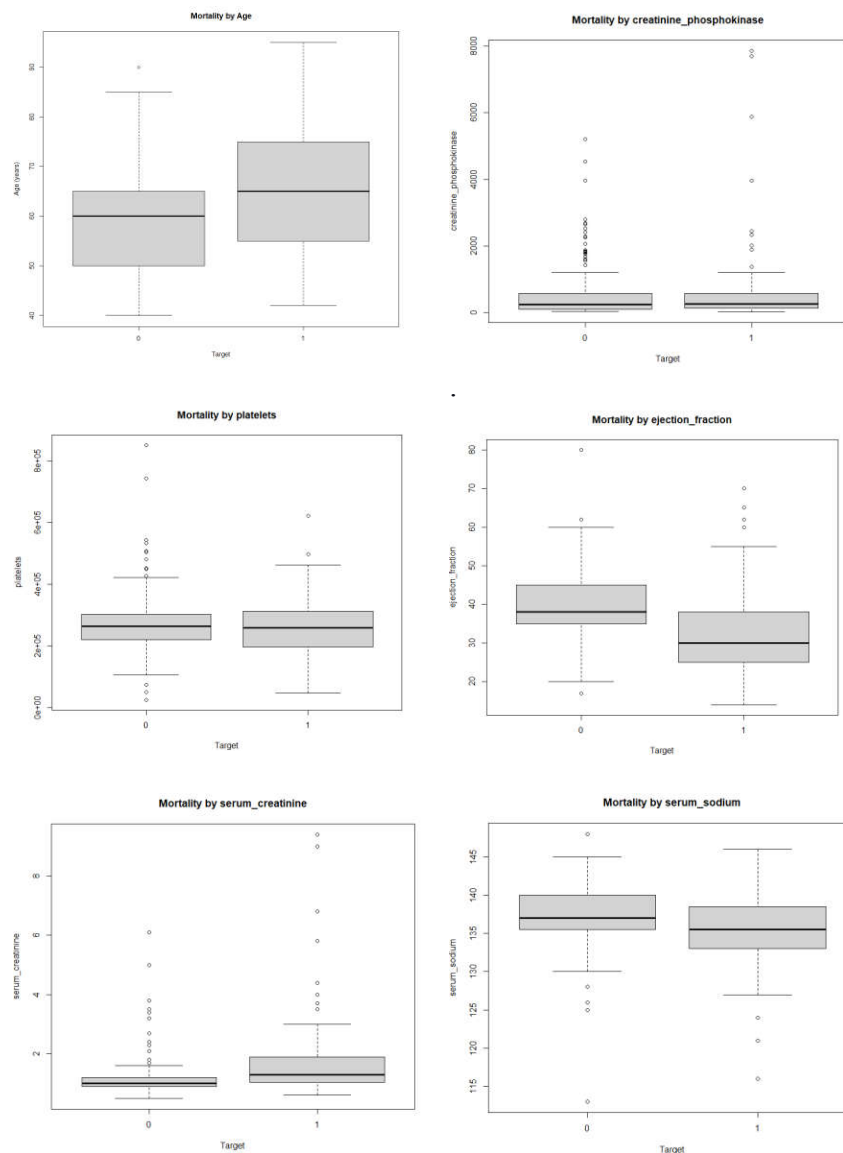 Mortality by Age
Age (years)
90
80
70
60
50
40
0 1
Target
Mortality by creatinine_phosphokinase
creatinine_phosphokinase
8000
6000
4000
2000
0
0 1
Target
Mortality by platelets
platelets
8e+05
6e+05
4e+05
2e+05
0e+00
0 1
Target
Mortality by ejection_fraction
ejection_fraction
80
70
60
50
40
30
20
0 1
Target
Mortality by serum_creatinine
serum_creatinine
8
6
4
2
0 1
Target
Mortality by serum_sodium
serum_sodium
145
140
135
130
125
120
115
0 1
Target